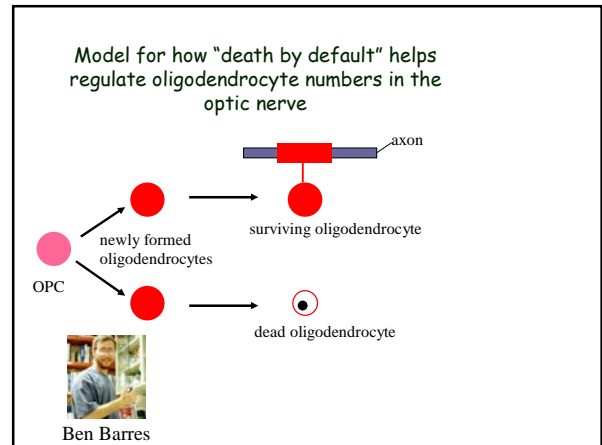 Model for how “death by default” helps
regulate oligodendrocyte numbers in the
optic nerve
axon
newly formed
oligodendrocytes
surviving oligodendrocyte
OPC
dead oligodendrocyte
Ben Barres